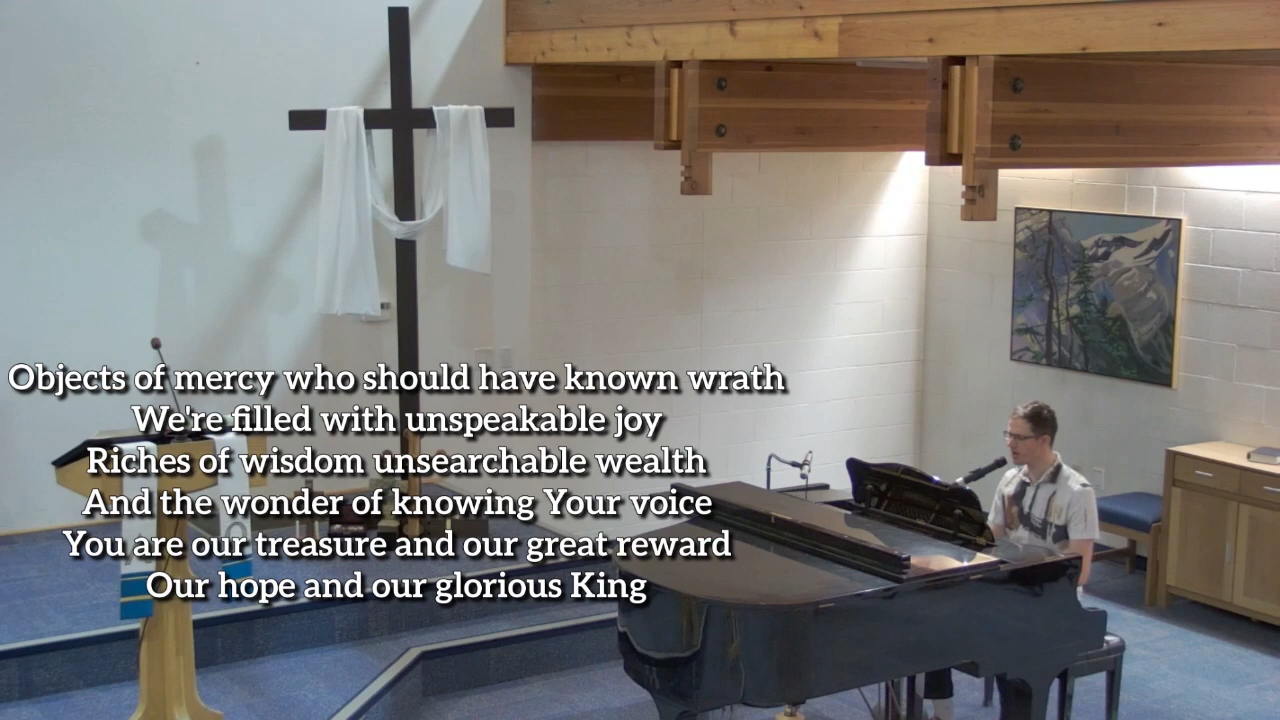 Objects of mercy who should have known wrath
We're filled with unspeakable joy
Riches of wisdom unsearchable wealth
And the wonder of knowing Your voice
You are our treasure and our great reward
Our hope and our glorious King